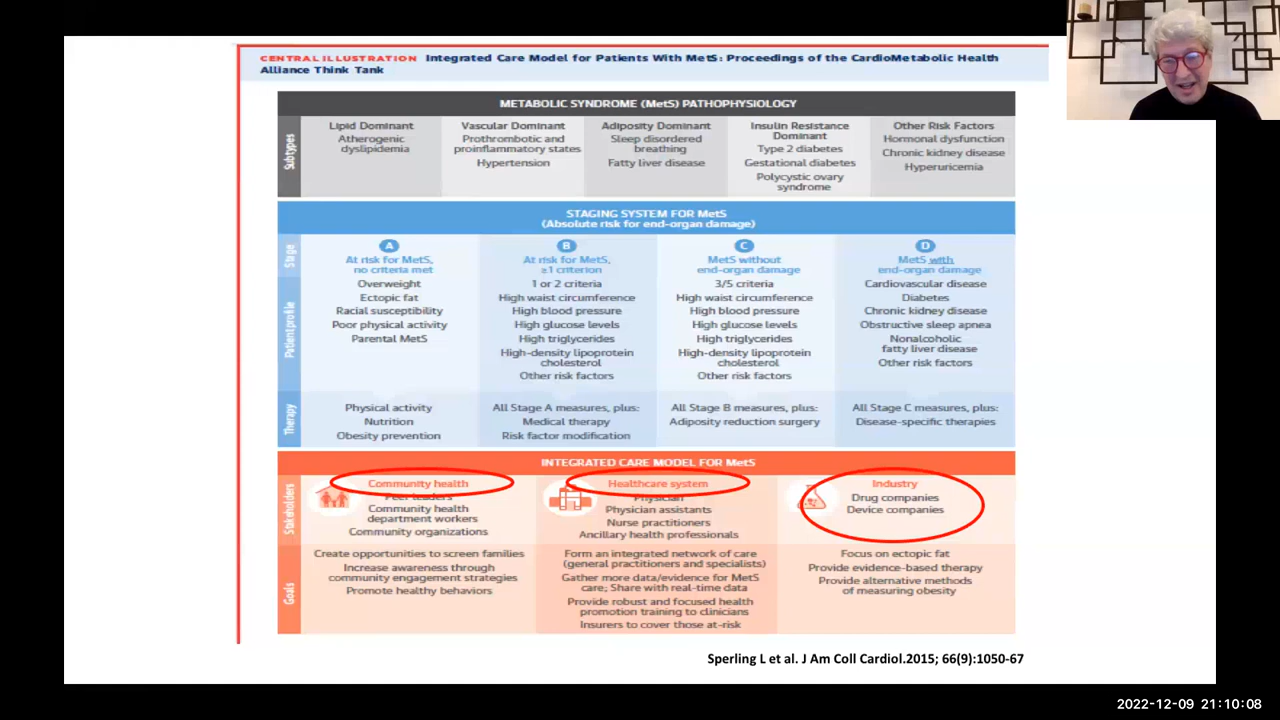 CENTRAL ILLUSTRATION Integrated Care Model for Patients With MetS: Proceedings of the CardioMetabolic Health
Alliance Think Tank
METABOLIC SYNDROME (MetS) PATHOPHYSIOLOGY
Subtypes
Lipid Dominant
Atherogenic
dyslipidemia
Vascular Dominant
Prothrombotic and
proinflammatory states
Hypertension
Adiposity Dominant
Sleep disordered
breathing
Fatty liver disease
Insulin Resistance
Dominant
Type 2 diabetes
Gestational diabetes
Polycystic ovary
syndrome
Other Risk Factors
Hormonal dysfunction
Chronic kidney disease
Hyperuricemia
STAGING SYSTEM FOR MetS
(Absolute risk for end-organ damage)
Stage
A
At risk for MetS,
no criteria met
B
At risk for MetS,
≥1 criterion
C
MetS without
end-organ damage
D
MetS with
end-organ damage
Patient profile
Overweight
Ectopic fat
Racial susceptibility
Poor physical activity
Parental MetS
1 or 2 criteria
High waist circumference
High blood pressure
High glucose levels
High triglycerides
High-density lipoprotein
cholesterol
Other risk factors
3/5 criteria
High waist circumference
High blood pressure
High glucose levels
High triglycerides
High-density lipoprotein
cholesterol
Other risk factors
Cardiovascular disease
Diabetes
Chronic kidney disease
Obstructive sleep apnea
Nonalcoholic
fatty liver disease
Other risk factors
Therapy
Physical activity
Nutrition
Obesity prevention
All Stage A measures, plus:
Medical therapy
Risk factor modification
All Stage B measures, plus:
Adiposity reduction surgery
All Stage C measures, plus:
Disease-specific therapies
INTEGRATED CARE MODEL FOR MetS
Stakeholders
Community health
Peer leaders
Community health
department workers
Community organizations
Healthcare system
Physician
Physician assistants
Nurse practitioners
Ancillary health professionals
Industry
Drug companies
Device companies
Goals
Create opportunities to screen families
Increase awareness through
community engagement strategies
Promote healthy behaviors
Form an integrated network of care
(general practitioners and specialists)
Gather more data/evidence for MetS
care; Share with real-time data
Provide robust and focused health
promotion training to clinicians
Insurers to cover those at-risk
Focus on ectopic fat
Provide evidence-based therapy
Provide alternative methods
of measuring obesity
Sperling L et al. J Am Coll Cardiol.2015; 66(9):1050-67
2022-12-09 21:10:08